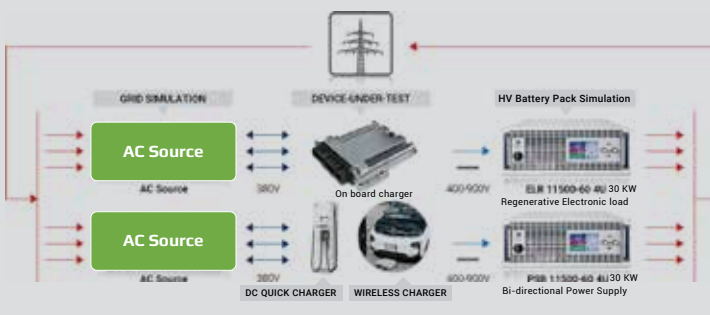 GRID SIMULATION
DEVICE-UNDER-TEST
HV Battery Pack Simulation
AC Source
AC Source
380V
On board charger
400-900V
ELR 11500-60 4U 30 KW
Regenerative Electronic load
AC Source
AC Source
380V
400-900V
PSB 11500-60 4U 30 KW
Bi-directional Power Supply
DC QUICK CHARGER
WIRELESS CHARGER